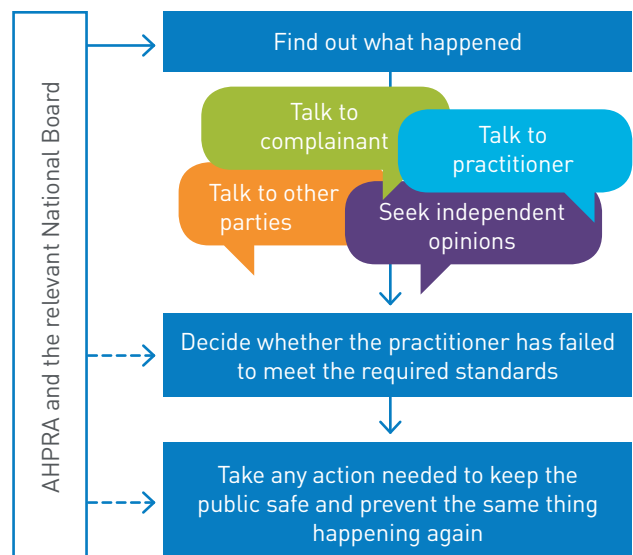 AHPRA and the relevant National Board
Find out what happened
Talk to
complainant
Talk to
practitioner
Talk to other
parties
Seek independent
opinions
Decide whether the practitioner has failed
to meet the required standards
Take any action needed to keep the
public safe and prevent the same thing
happening again